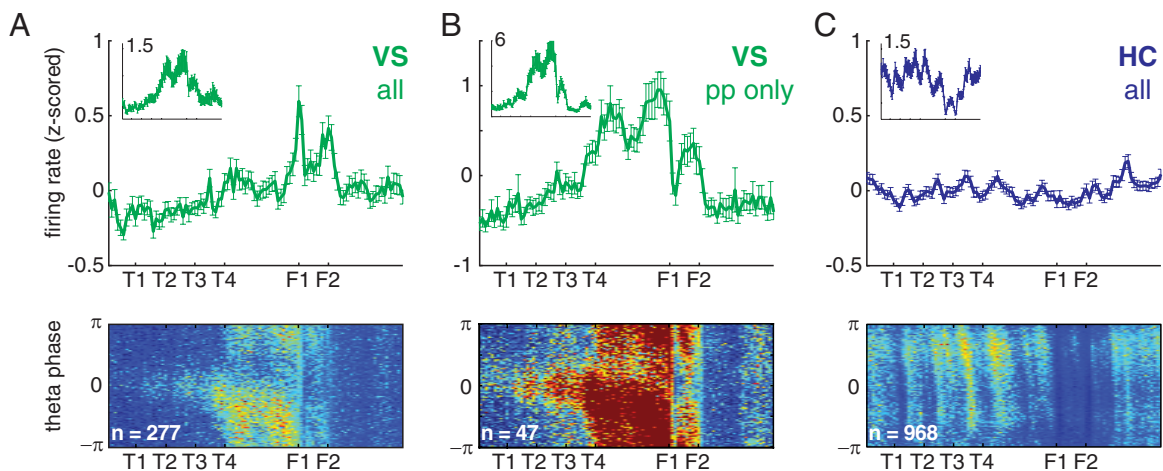 A
firing rate (z-scored)
1
0.5
0
-0.5
1.5
VS
all
T1 T2 T3 T4 F1 F2
B
1
0
-1
6
VS
pp only
T1 T2 T3 T4 F1 F2
C
1
0.5
0
-0.5
1.5
HC
all
T1 T2 T3 T4 F1 F2
theta phase
π
0
−π
n = 277
T1 T2 T3 T4 F1 F2
π
0
−π
n = 47
T1 T2 T3 T4 F1 F2
π
0
−π
n = 968
T1 T2 T3 T4 F1 F2